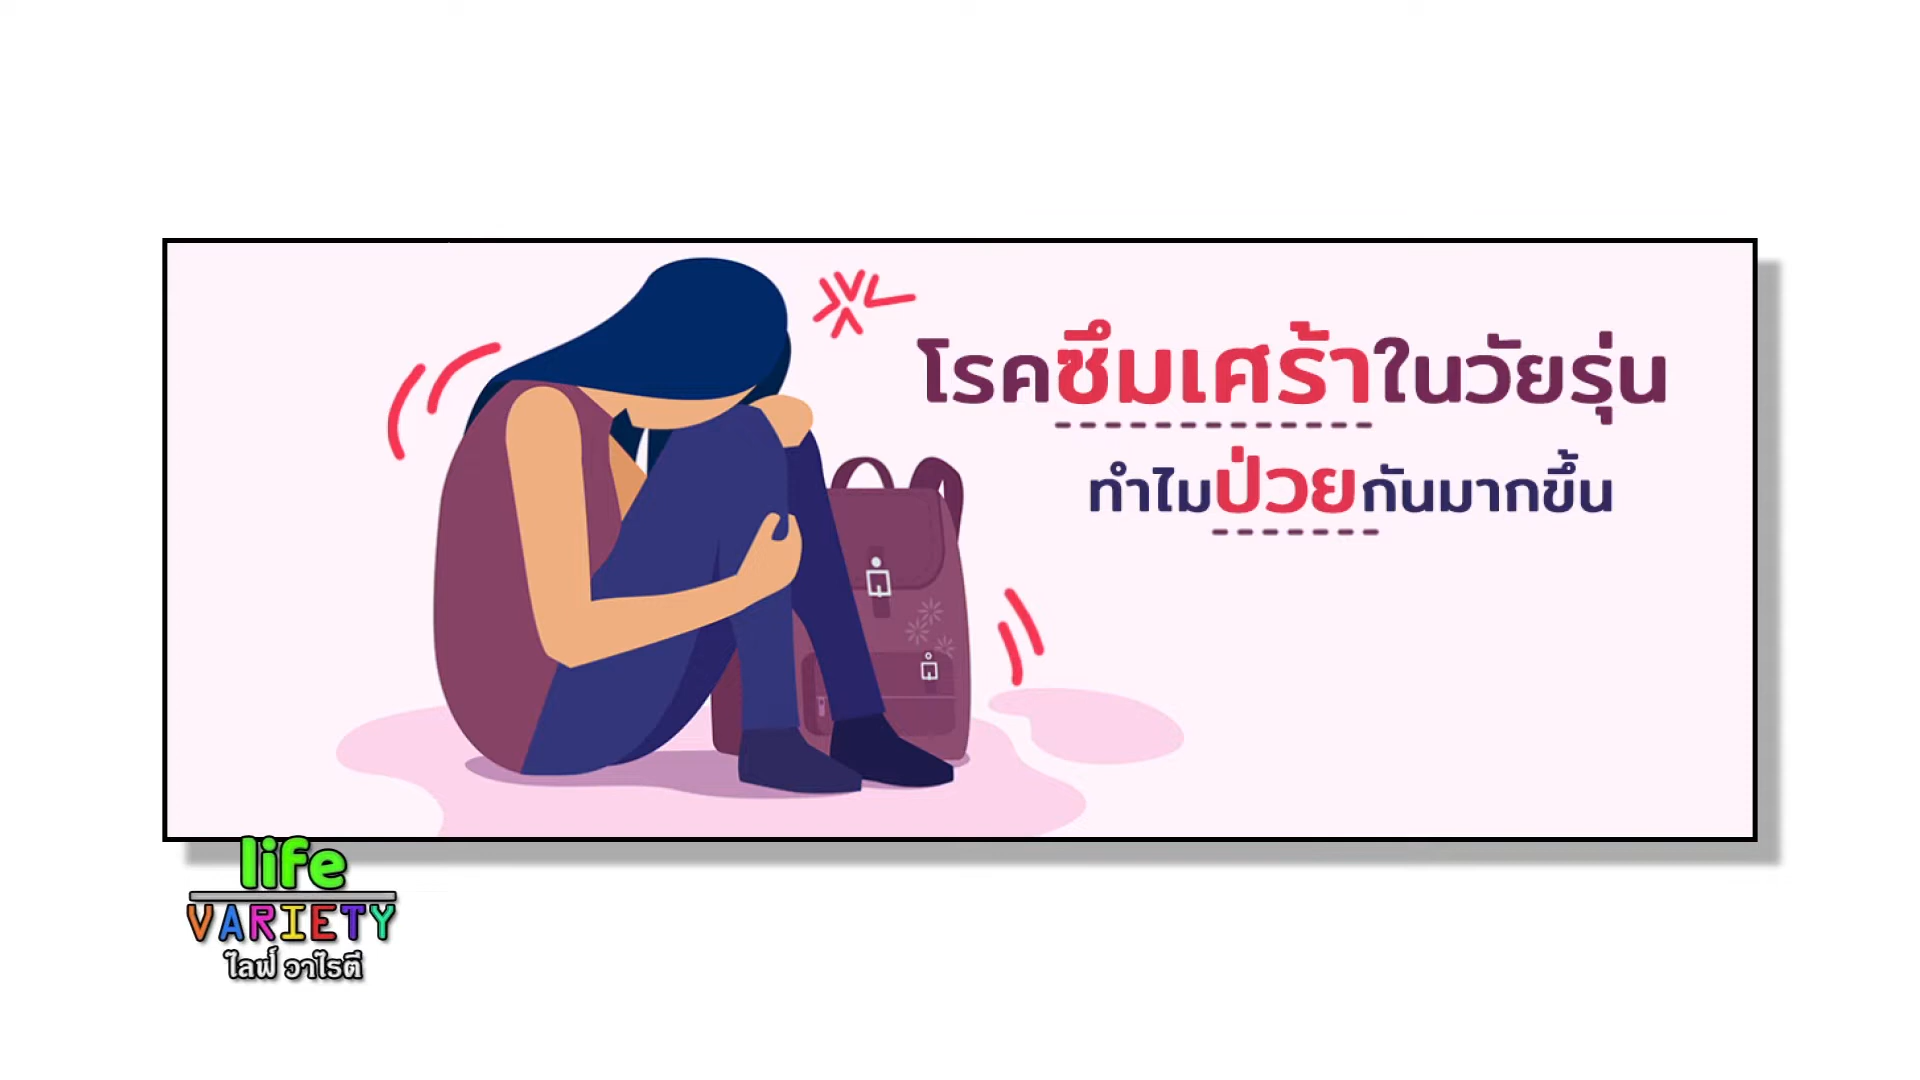 โรคซึมเศร้าในวัยรุ่น
ทำไมป่วยกันมากขึ้น
life
VARIETY
ไลฟ์ วาไรตี